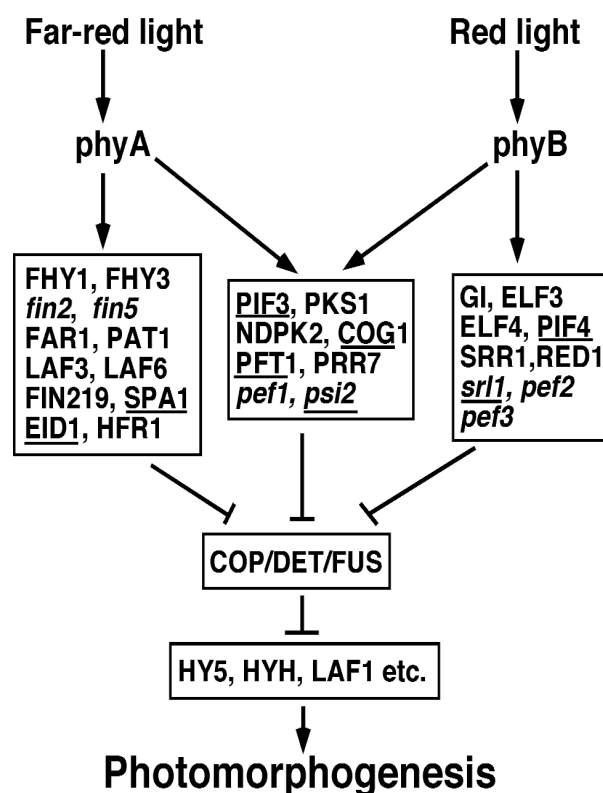 Far-red light
Red light
phyA
phyB
FHY1, FHY3
fin2, fin5
FAR1, PAT1
LAF3, LAF6
FIN219, SPA1
EID1, HFR1
PIF3, PKS1
NDPK2, COG1
PFT1, PRR7
pef1, psi2
GI, ELF3
ELF4, PIF4
SRR1,RED1
srl1, pef2
pef3
COP/DET/FUS
HY5, HYH, LAF1 etc.
Photomorphogenesis